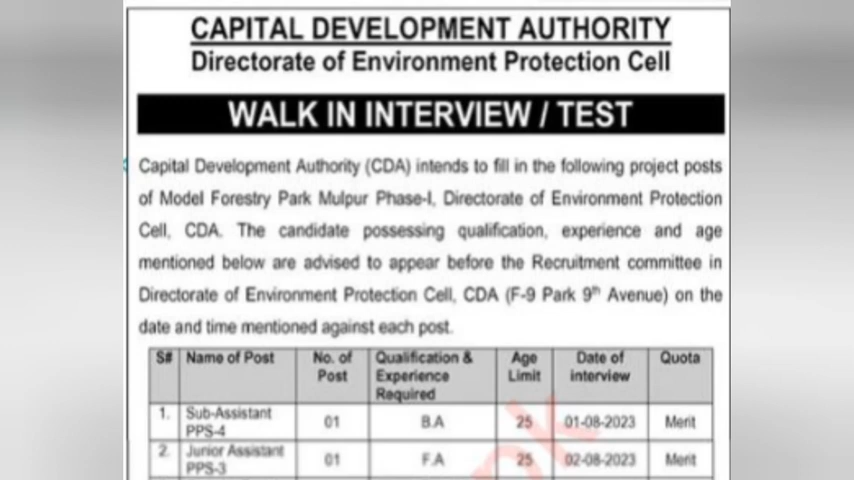 CAPITAL DEVELOPMENT AUTHORITY
Directorate of Environment Protection Cell
WALK IN INTERVIEW / TEST
Capital Development Authority (CDA) intends to fill in the following project posts
of Model Forestry Park Mulpur Phase-I, Directorate of Environment Protection
Cell, CDA. The candidate possessing qualification, experience and age
mentioned below are advised to appear before the Recruitment committee in
Directorate of Environment Protection Cell, CDA (F-9 Park 9th Avenue) on the
date and time mentioned against each post.
S# Name of Post No. of Post Qualification & Experience Required Age Limit Date of interview Quota
1. Sub-Assistant PPS-4 01 B.A 25 01-08-2023 Merit
2. Junior Assistant PPS-3 01 F.A 25 02-08-2023 Merit